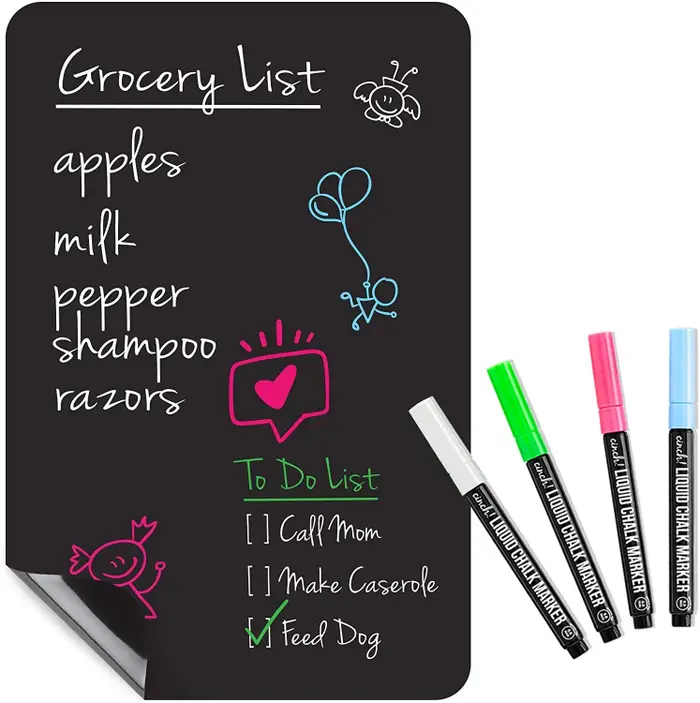 Grocery List
apples
milk
pepper
shampoo
razors
To Do List
[ ] Call Mom
[ ] Make Caserole
[ ] Feed Dog
cinch! LIQUID CHALK MARKER
cinch! LIQUID CHALK MARKER
cinch! LIQUID CHALK MARKER
cinch! LIQUID CHALK MARKER